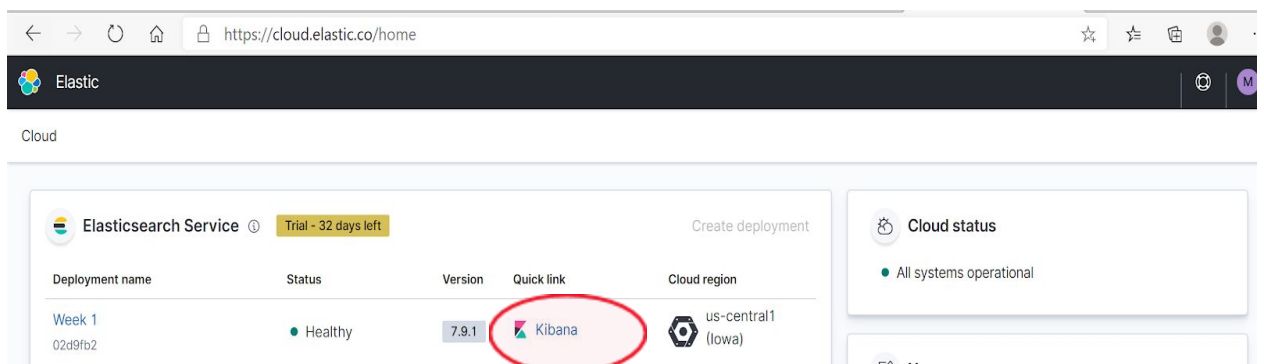 https://cloud.elastic.co/home
Elastic
M
Cloud
Elasticsearch Service
Trial - 32 days left
Create deployment
Deployment name Status Version Quick link Cloud region
Week 1
02d9fb2
Healthy
7.9.1
Kibana
us-central1
(Iowa)
Cloud status
All systems operational